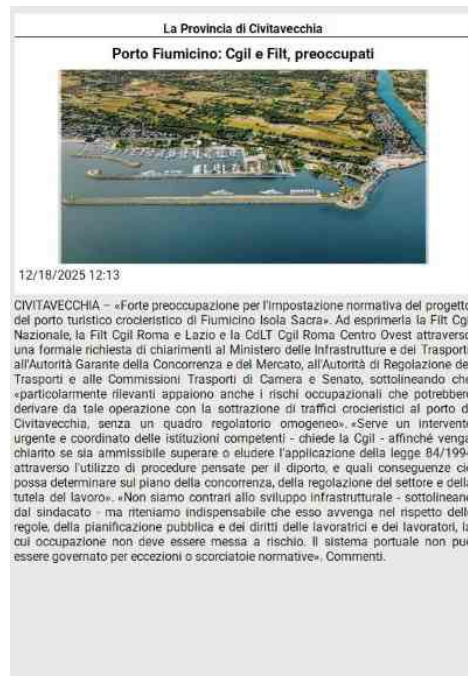 La Provincia di Civitavecchia
Porto Fiumicino: Cgil e Filt, preoccupati
12/18/2025 12:13
CIVITAVECCHIA – «Forte preoccupazione per l'impostazione normativa del progetto
del porto turistico crocieristico di Fiumicino Isola Sacra». Ad esprimerla la Filt Cgi
Nazionale, la Filt Cgil Roma e Lazio e la CdLT Cgil Roma Centro Ovest attraverso
una formale richiesta di chiarimenti al Ministero delle Infrastrutture e dei Trasporti
all'Autorità Garante della Concorrenza e del Mercato, all'Autorità di Regolazione de
Trasporti e alle Commissioni Trasporti di Camera e Senato, sottolineando che
«particolarmente rilevanti appaiono anche i rischi occupazionali che potrebbero
derivare da tale operazione con la sottrazione di traffici crocieristici al porto d
Civitavecchia, senza un quadro regolatorio omogeneo». «Serve un intervento
urgente e coordinato delle istituzioni competenti - chiede la Cgil - affinché venga
chiarito se sia ammissibile superare o eludere l'applicazione della legge 84/1994
attraverso l'utilizzo di procedure pensate per il diporto, e quali conseguenze ciò
possa determinare sul piano della concorrenza, della regolazione del settore e della
tutela del lavoro». «Non siamo contrari allo sviluppo infrastrutturale - sottolineano
dal sindacato - ma riteniamo indispensabile che esso avvenga nel rispetto delle
regole, della pianificazione pubblica e dei diritti delle lavoratrici e dei lavoratori, la
cui occupazione non deve essere messa a rischio. Il sistema portuale non può
essere governato per eccezioni o scorciatoie normative». Commenti.